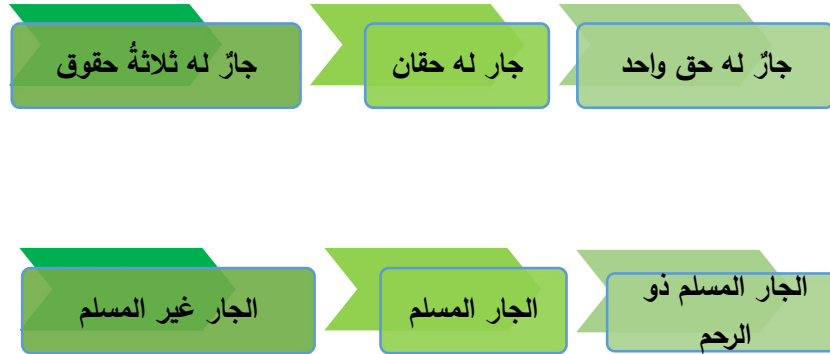 جارٌ له حق واحد
جار له حقان
جارٌ له ثلاثةُ حقوق
الجار المسلم ذو
الرحم
الجار المسلم
الجار غير المسلم